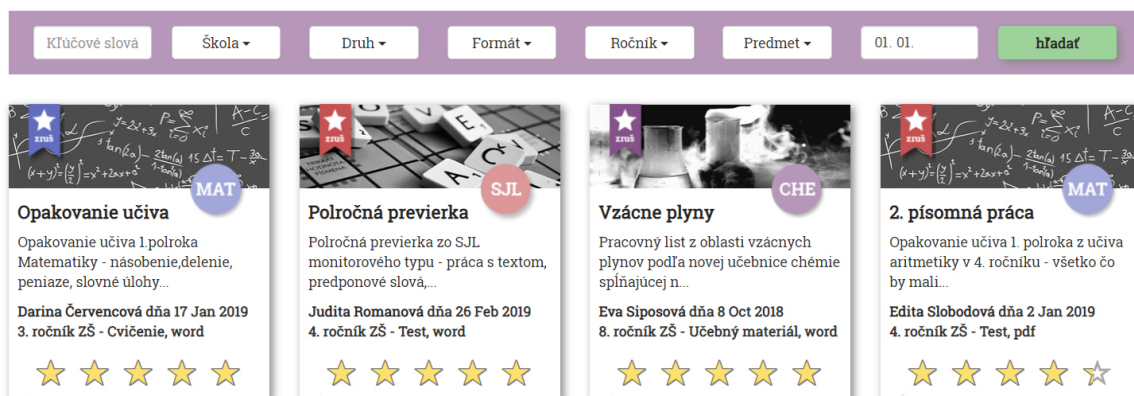 Kľúčové slová Škola Druh Formát Ročník Predmet 01. 01. hľadať
zruš
MAT
Opakovanie učiva
Opakovanie učiva 1.polroka
Matematiky - násobenie,delenie,
peniaze, slovné úlohy...
Darina Červencová dňa 17 Jan 2019
3. ročník ZŠ - Cvičenie, word
zruš
SJL
Polročná previerka
Polročná previerka zo SJL
monitorového typu - práca s textom,
predponové slová,...
Judita Romanová dňa 26 Feb 2019
4. ročník ZŠ - Test, word
zruš
CHE
Vzácne plyny
Pracovný list z oblasti vzácnych
plynov podľa novej učebnice chémie
spĺňajúcej n...
Eva Siposová dňa 8 Oct 2018
8. ročník ZŠ - Učebný materiál, word
zruš
MAT
2. písomná práca
Opakovanie učiva 1. polroka z učiva
aritmetiky v 4. ročníku - všetko čo
by mali...
Edita Slobodová dňa 2 Jan 2019
4. ročník ZŠ - Test, pdf